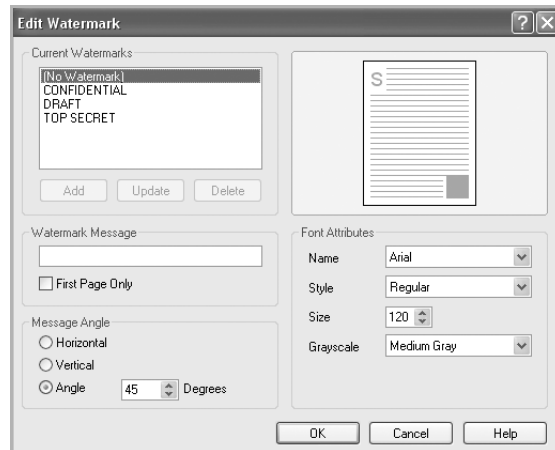 Edit Watermark
Current Watermarks
(No Watermark)
CONFIDENTIAL
DRAFT
TOP SECRET
Add Update Delete
S
Watermark Message
First Page Only
Message Angle
Horizontal
Vertical
Angle 45 Degrees
Font Attributes
Name Arial
Style Regular
Size 120
Grayscale Medium Gray
OK Cancel Help